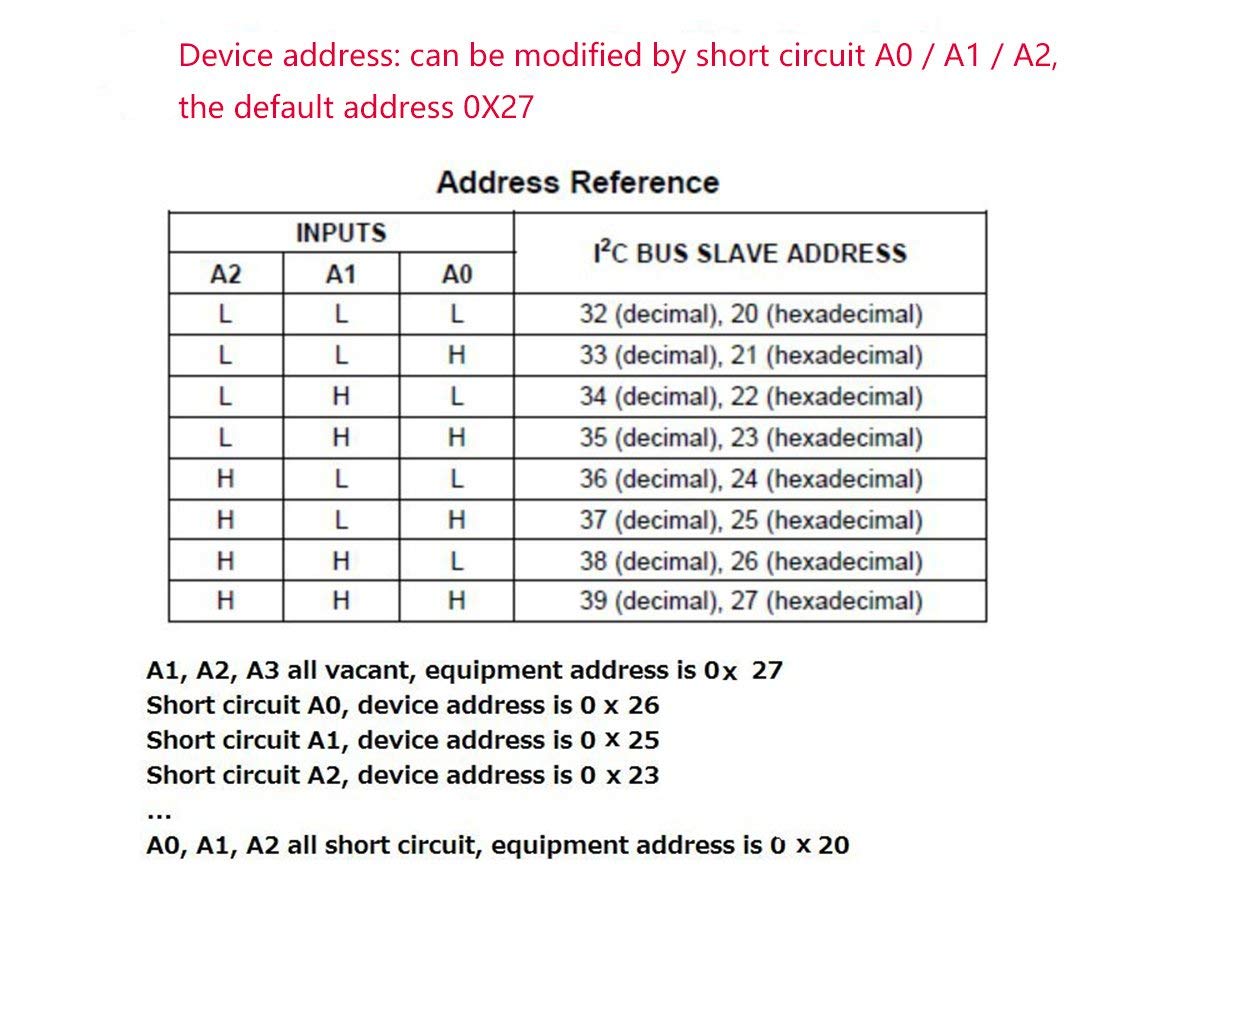 Device address: can be modified by short circuit A0 / A1 / A2,
the default address 0X27
Address Reference
INPUTS
I²C BUS SLAVE ADDRESS
A2 A1 A0
L L L 32 (decimal), 20 (hexadecimal)
L L H 33 (decimal), 21 (hexadecimal)
L H L 34 (decimal), 22 (hexadecimal)
L H H 35 (decimal), 23 (hexadecimal)
H L L 36 (decimal), 24 (hexadecimal)
H L H 37 (decimal), 25 (hexadecimal)
H H L 38 (decimal), 26 (hexadecimal)
H H H 39 (decimal), 27 (hexadecimal)
A1, A2, A3 all vacant, equipment address is 0x 27
Short circuit A0, device address is 0 x 26
Short circuit A1, device address is 0 x 25
Short circuit A2, device address is 0 x 23
...
A0, A1, A2 all short circuit, equipment address is 0 x 20